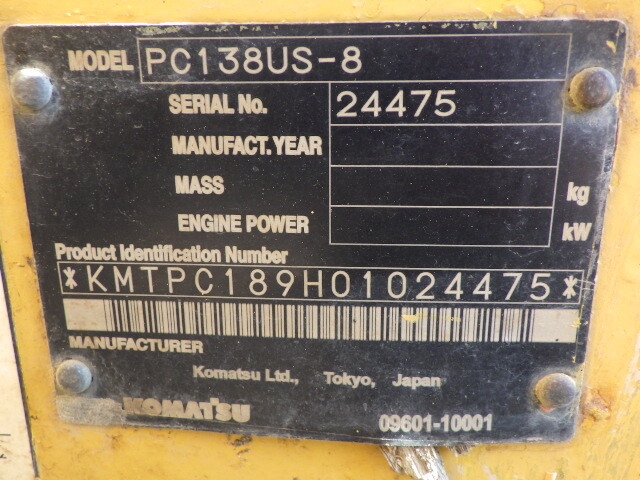 MODEL PC138US-8
SERIAL No. 24475
MANUFACT.YEAR
MASS kg
ENGINE POWER kW
Product Identification Number
*KMTPC189H01024475*
MANUFACTURER
Komatsu Ltd., Tokyo, Japan
KOMATSU 09601-10001